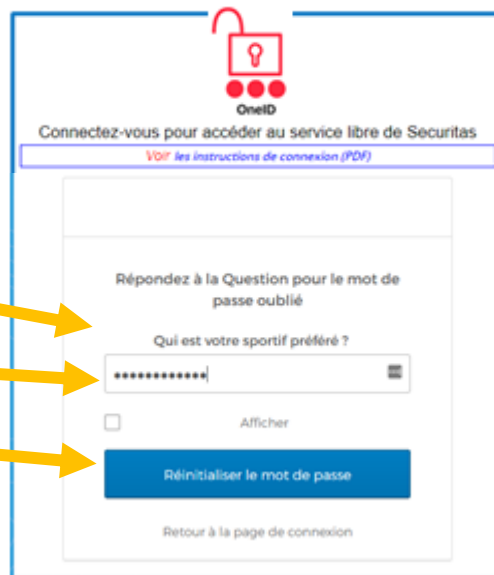 OneID
Connectez-vous pour accéder au service libre de Securitas
Voir les instructions de connexion (PDF)
Répondez à la Question pour le mot de
passe oublié
Qui est votre sportif préféré ?
••••••••••••
Afficher
Réinitialiser le mot de passe
Retour à la page de connexion